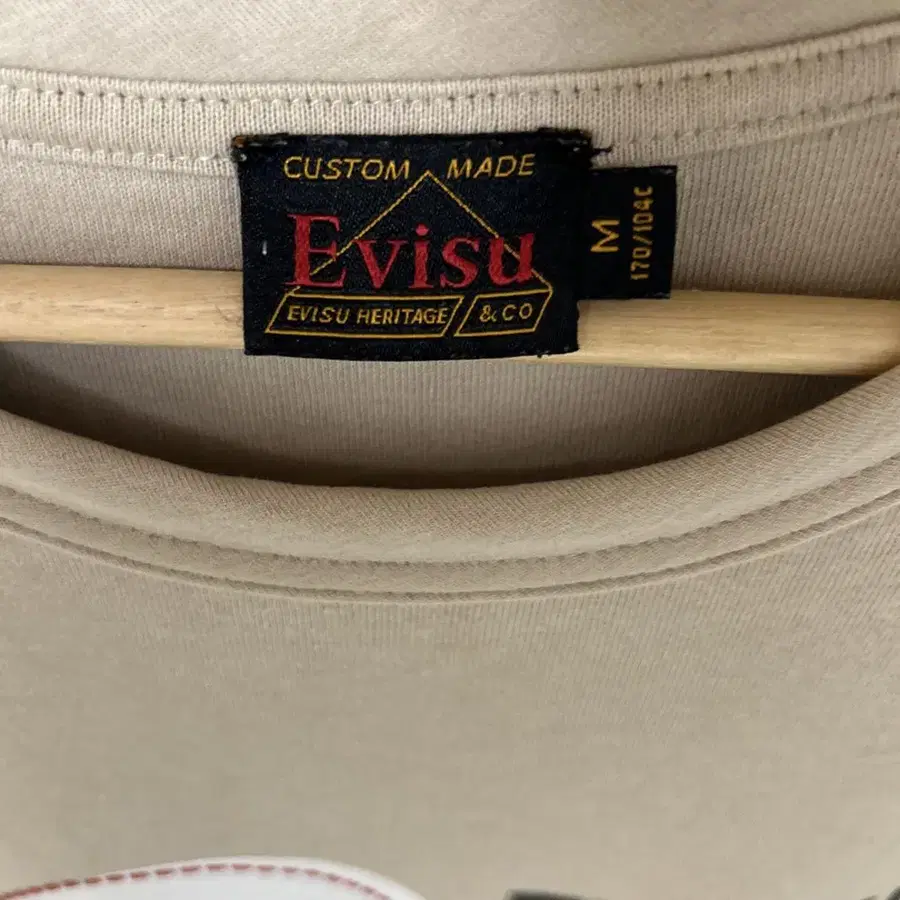 CUSTOM MADE
Evisu
EVISU HERITAGE & CO
M
170/104C